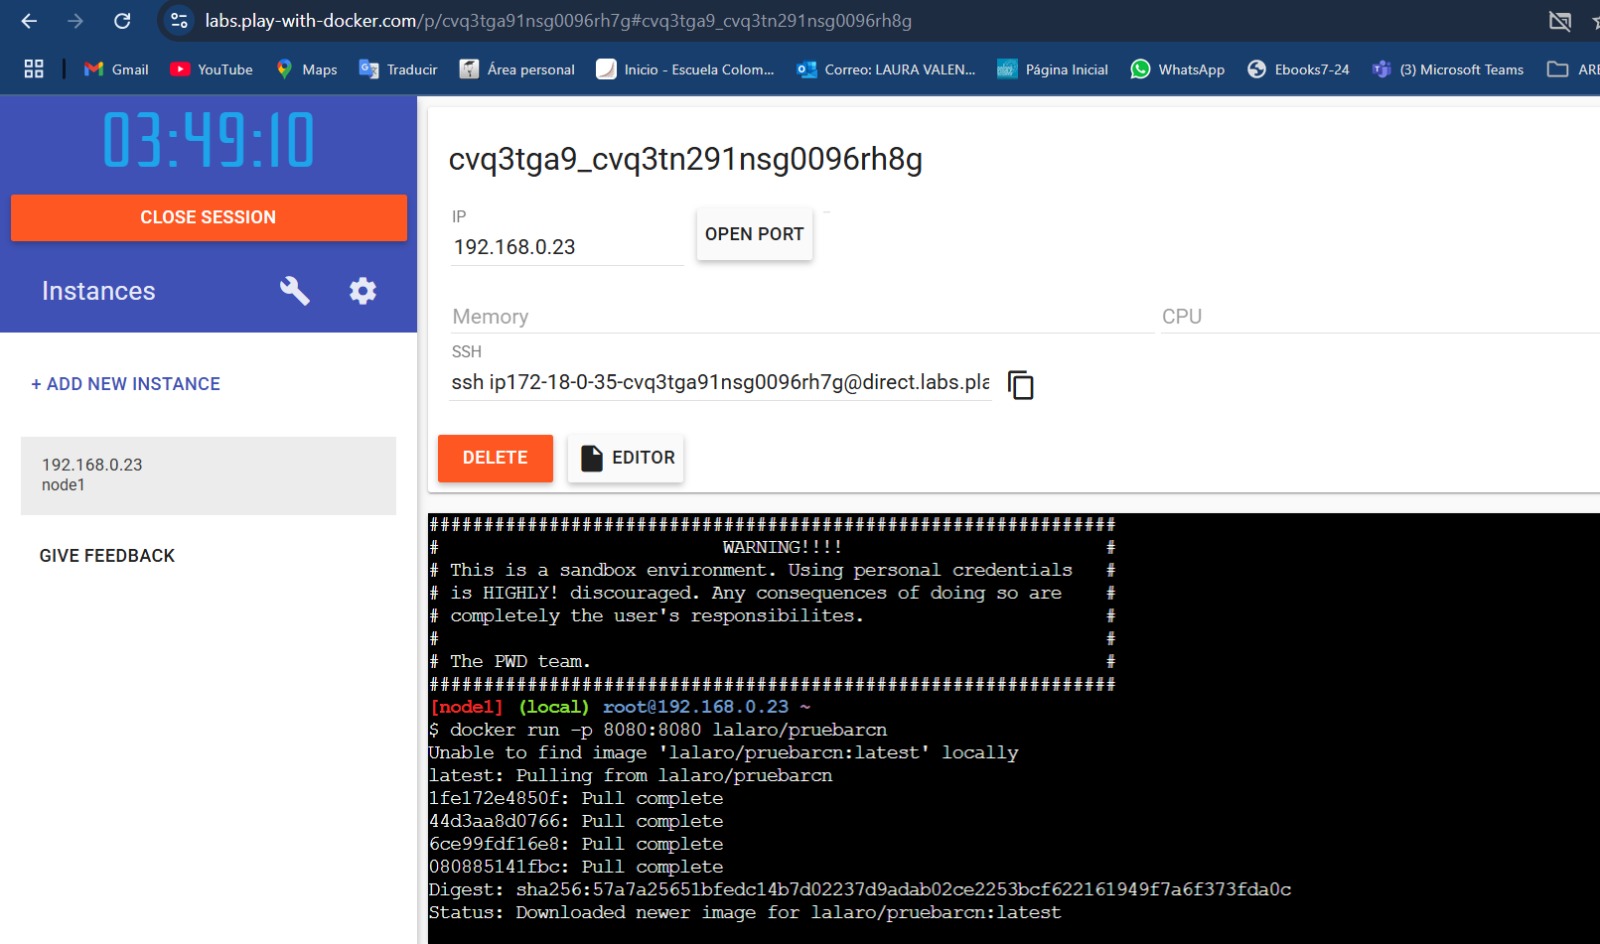 labs.play-with-docker.com/p/cvq3tga91nsg0096rh7g#cvq3tga9_cvq3tn291nsg0096rh8g
Gmail YouTube Maps Traducir Área personal Inicio - Escuela Colom... Correo: LAURA VALEN... Página Inicial WhatsApp Ebooks7-24 (3) Microsoft Teams ARE
03:49:10
CLOSE SESSION
Instances
+ ADD NEW INSTANCE
192.168.0.23
node1
GIVE FEEDBACK
cvq3tga9_cvq3tn291nsg0096rh8g
IP
192.168.0.23
OPEN PORT
Memory
CPU
SSH
ssh ip172-18-0-35-cvq3tga91nsg0096rh7g@direct.labs.pla
DELETE
EDITOR
###############################################################
# WARNING!!!! #
# This is a sandbox environment. Using personal credentials #
# is HIGHLY! discouraged. Any consequences of doing so are #
# completely the user's responsibilites. #
# #
# The PWD team. #
###############################################################
[node1] (local) root@192.168.0.23 ~
$ docker run -p 8080:8080 lalaro/pruebarcn
Unable to find image 'lalaro/pruebarcn:latest' locally
latest: Pulling from lalaro/pruebarcn
1fe172e4850f: Pull complete
44d3aa8d0766: Pull complete
6ce99fdf16e8: Pull complete
080885141fbc: Pull complete
Digest: sha256:57a7a25651bfedc14b7d02237d9adab02ce2253bcf622161949f7a6f373fda0c
Status: Downloaded newer image for lalaro/pruebarcn:latest